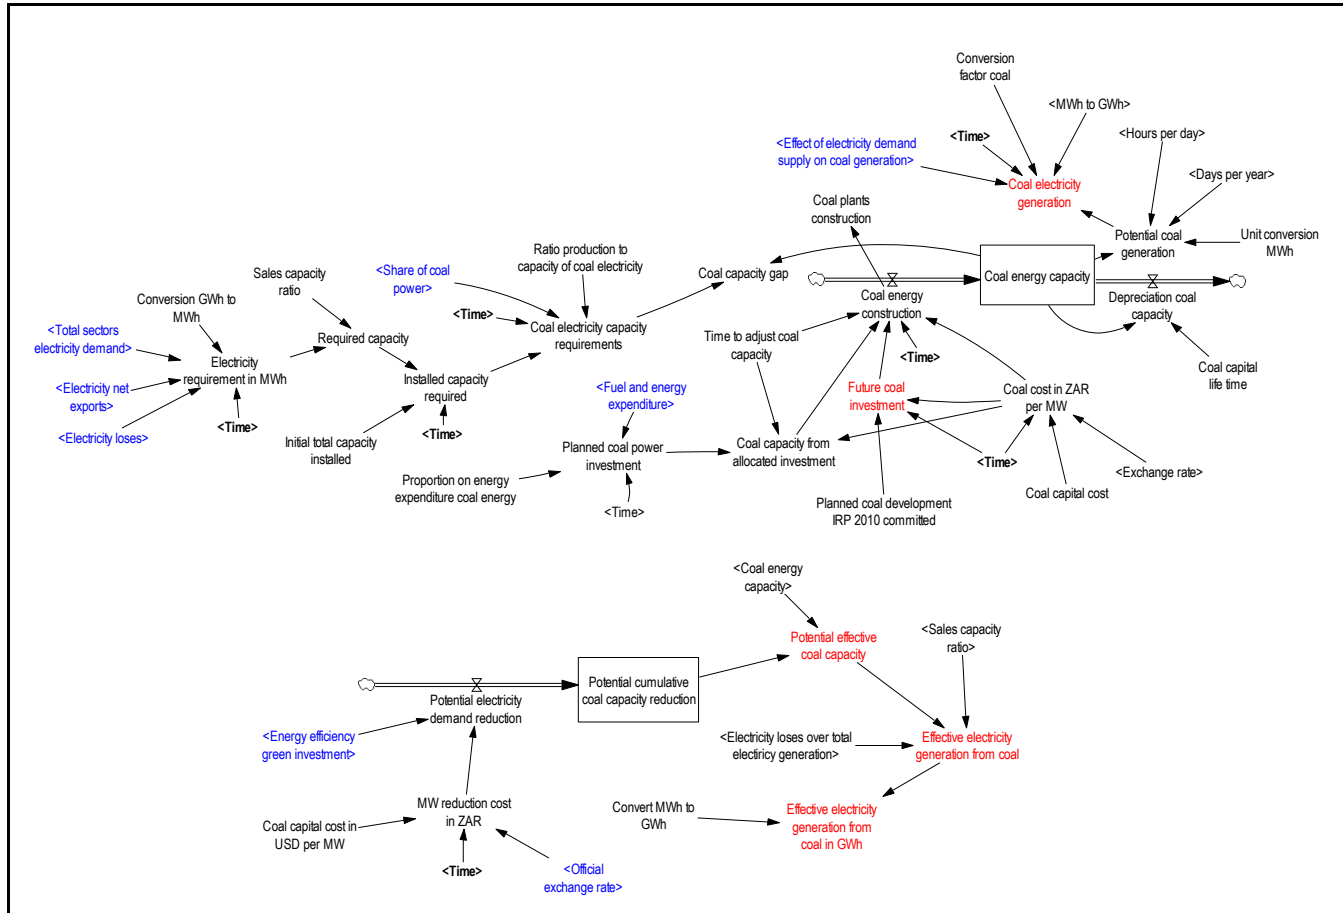 Conversion
factor coal
<MWh to GWh>
<Time>
<Hours per day>
<Effect of electricity demand
supply on coal generation>
Coal electricity
generation
<Days per year>
Coal plants
construction
Potential coal
generation
Unit conversion
MWh
Ratio production to
capacity of coal electricity
Sales capacity
ratio
<Share of coal
power>
Coal capacity gap
Coal energy capacity
Conversion GWh to
MWh
Coal energy
construction
Depreciation coal
capacity
<Time>
<Total sectors
electricity demand>
Required capacity
Coal electricity capacity
requirements
Time to adjust coal
capacity
<Time>
Coal capital
life time
Electricity
requirement in MWh
Installed capacity
required
<Electricity net
exports>
<Fuel and energy
expenditure>
Future coal
investment
Coal cost in ZAR
per MW
<Electricity loses>
<Time>
<Time>
Initial total capacity
installed
Planned coal power
investment
Coal capacity from
allocated investment
<Time>
<Exchange rate>
Proportion on energy
expenditure coal energy
Coal capital cost
<Time>
Planned coal development
IRP 2010 committed
<Coal energy
capacity>
Potential effective
coal capacity
<Sales capacity
ratio>
Potential cumulative
coal capacity reduction
Potential electricity
demand reduction
<Energy efficiency
green investment>
<Electricity loses over total
electiricy generation>
Effective electricity
generation from coal
MW reduction cost
in ZAR
Convert MWh to
GWh
Effective electricity
generation from
coal in GWh
Coal capital cost in
USD per MW
<Time>
<Official
exchange rate>